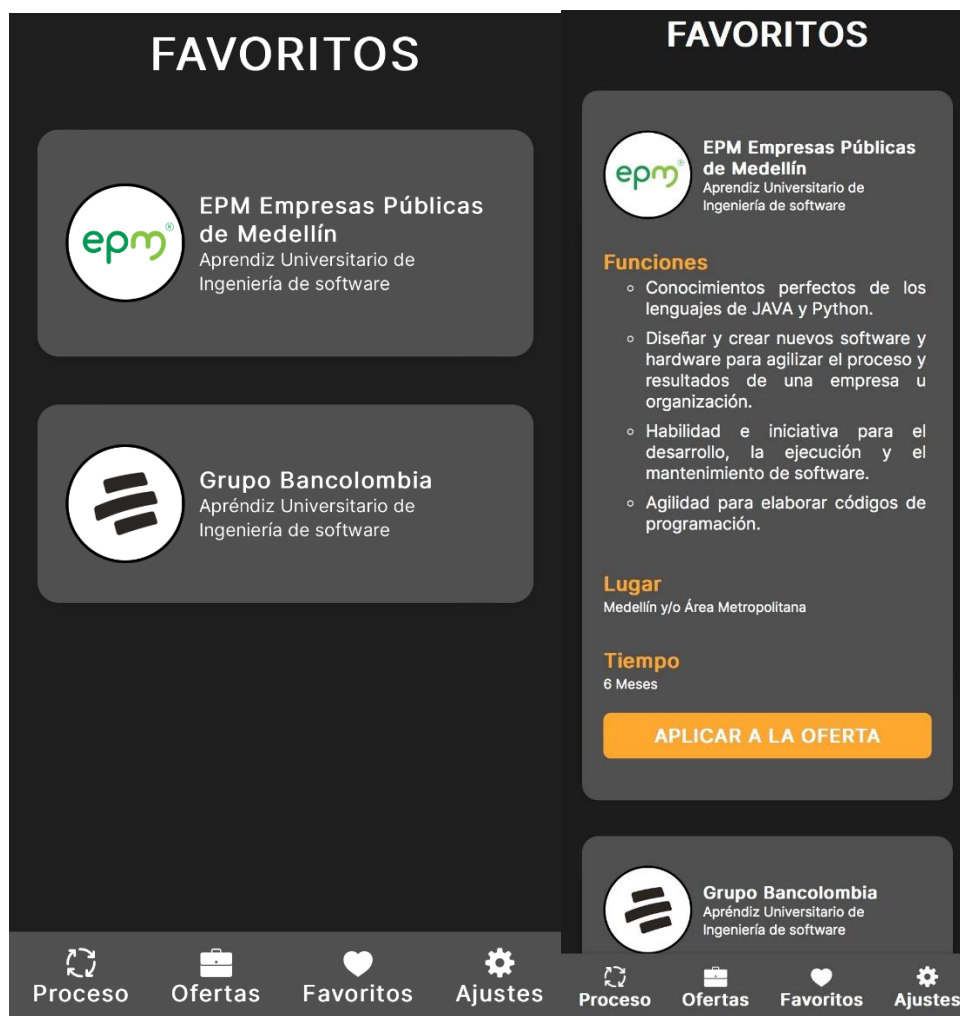 FAVORITOS
epm®
EPM Empresas Públicas
de Medellín
Aprendiz Universitario de
Ingeniería de software
Grupo Bancolombia
Apréndiz Universitario de
Ingeniería de software
Proceso
Ofertas
Favoritos
Ajustes
FAVORITOS
epm®
EPM Empresas Públicas
de Medellín
Aprendiz Universitario de
Ingeniería de software
Funciones
Conocimientos perfectos de los
lenguajes de JAVA y Python.
Diseñar y crear nuevos software y
hardware para agilizar el proceso y
resultados de una empresa u
organización.
Habilidad e iniciativa para el
desarrollo, la ejecución y el
mantenimiento de software.
Agilidad para elaborar códigos de
programación.
Lugar
Medellín y/o Área Metropolitana
Tiempo
6 Meses
APLICAR A LA OFERTA
Grupo Bancolombia
Apréndiz Universitario de
Ingeniería de software
Proceso
Ofertas
Favoritos
Ajustes